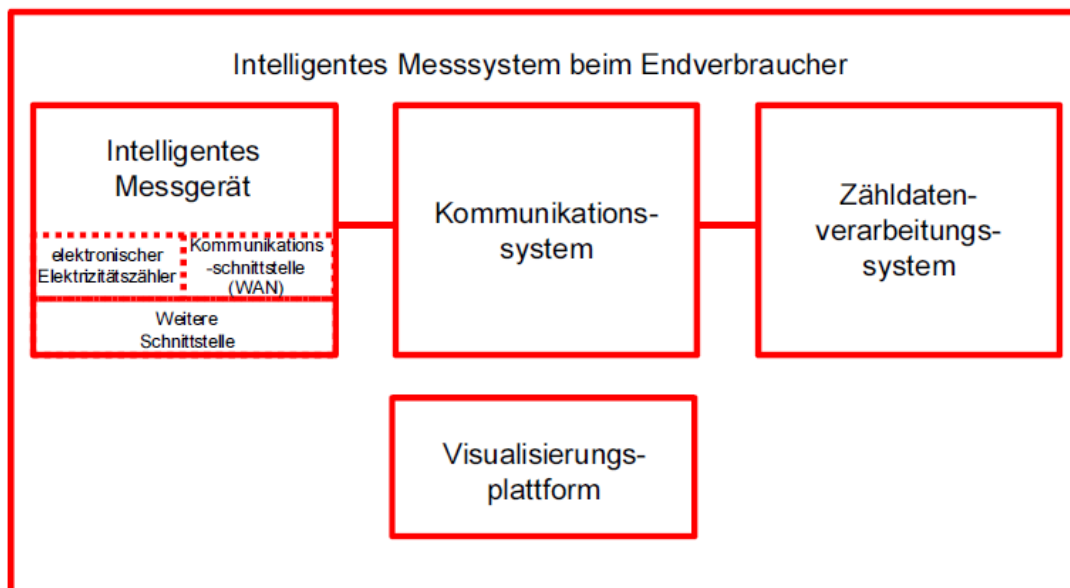 Intelligentes Messsystem beim Endverbraucher
Intelligentes
Messgerät
elektronischer
Elektrizitätszähler
Kommunikations
-schnittstelle
(WAN)
Weitere
Schnittstelle
Kommunikations-
system
Zähldaten-
verarbeitungs-
system
Visualisierungs-
plattform